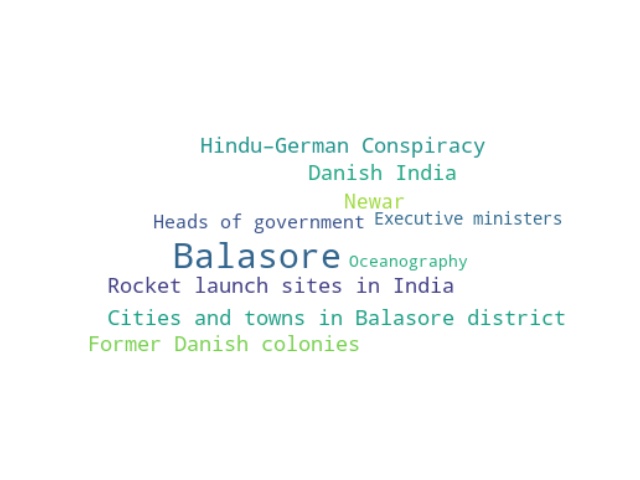 Hindu–German Conspiracy
Danish India
Newar
Heads of government
Executive ministers
Balasore
Oceanography
Rocket launch sites in India
Cities and towns in Balasore district
Former Danish colonies